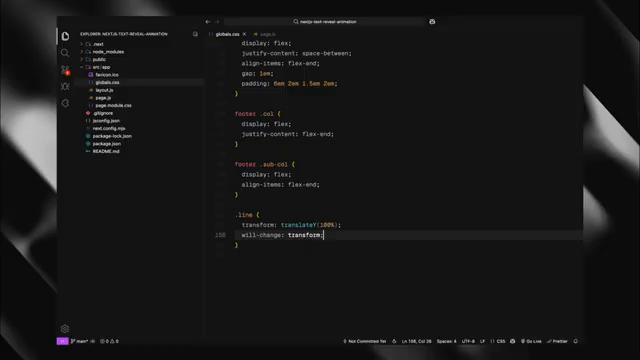 nextjs-text-reveal-animation
EXPLORER: NEXTJS-TEXT-REVEAL-ANIMATION
.next
node_modules
public
src/app
favicon.ico
globals.css
layout.js
page.js
page.module.css
.gitignore
jsconfig.json
next.config.mjs
package-lock.json
package.json
README.md
globals.css
page.js
display: flex;
justify-content: space-between;
align-items: flex-end;
gap: 1em;
padding: 6em 2em 1.5em 2em;
}
footer .col {
display: flex;
justify-content: flex-end;
}
footer .sub-col {
display: flex;
align-items: flex-end;
}
.line {
transform: translateY(100%);
will-change: transform;
}
main*
0
0
Not Committed Yet
Spaces: 4
UTF-8
LF
CSS
Go Live
Prettier